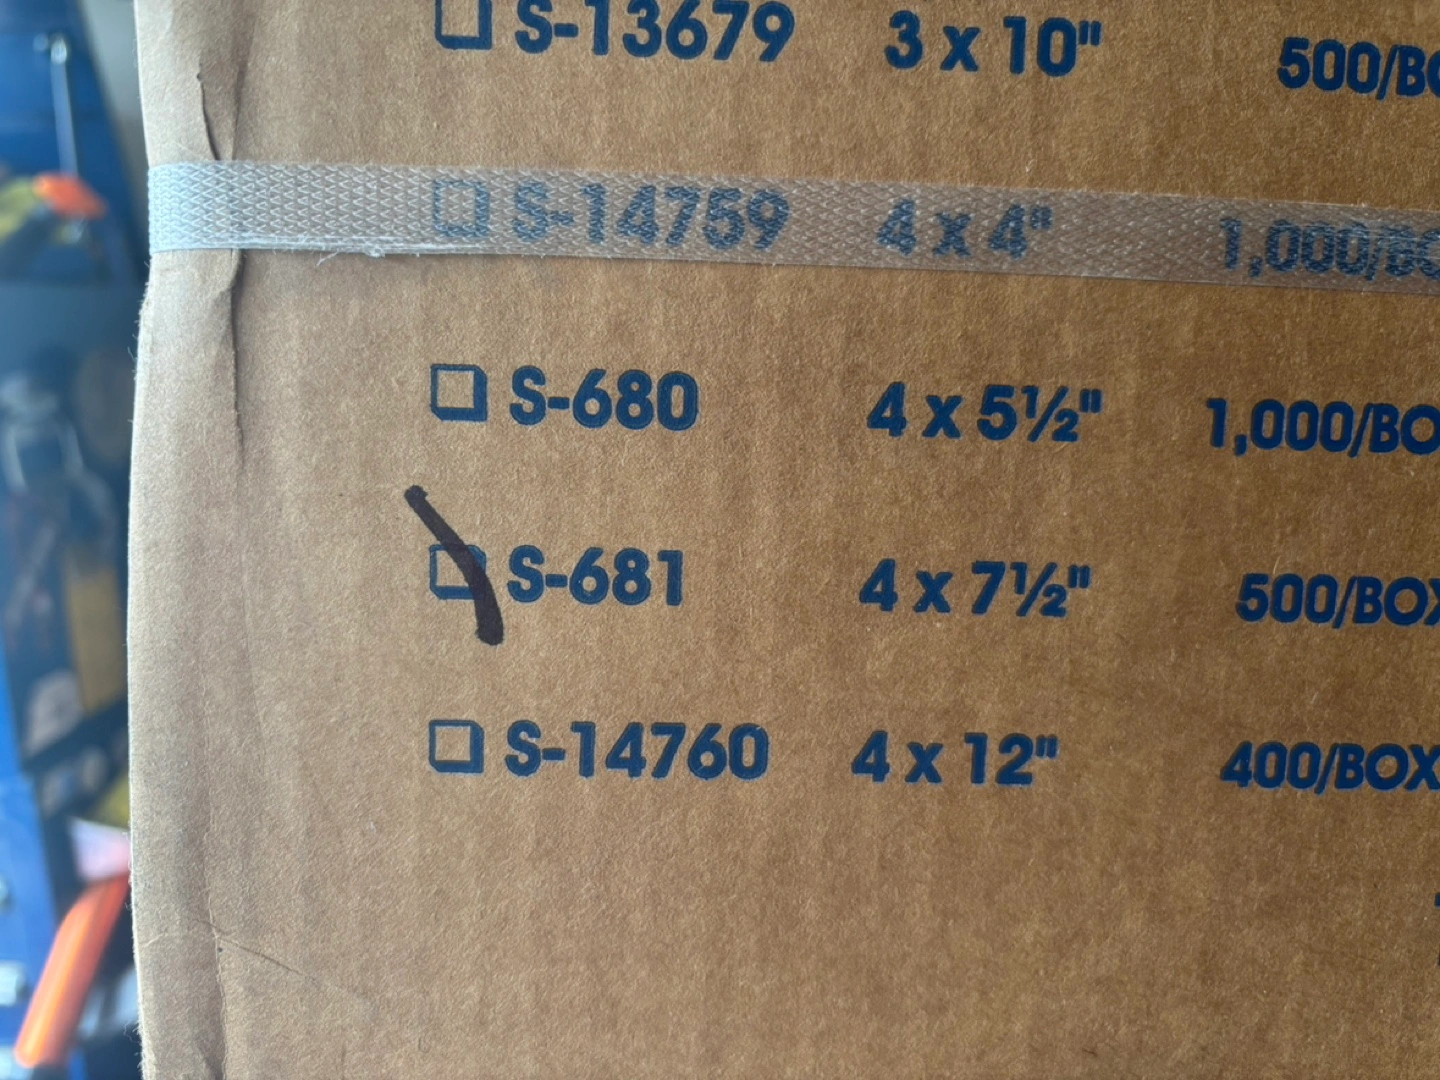 S-13679 3 x 10" 500/BO
S-14759 4 x 4" 1,000/BO
S-680 4 x 5½" 1,000/BO
S-681 4 x 7½" 500/BOX
S-14760 4 x 12" 400/BOX